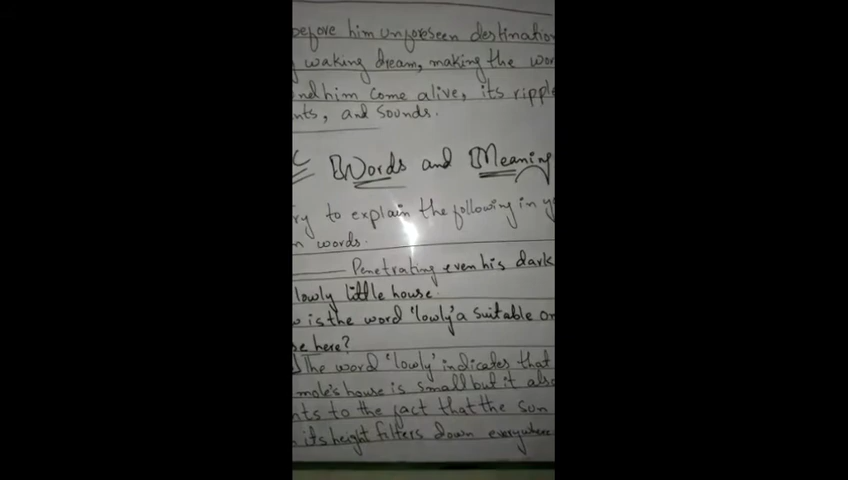 before him unforeseen destination
waking dream, making the wor
nd him come alive, its ripple
nts, and sounds.
C Words and Meaning
ry to explain the following in y
n words.
Penetrating even his dark
lowly little house.
w is the word 'lowly' a suitable on
se here?
The word 'lowly' indicates that
mole's house is small but it also
nts to the fact that the sun
its height filters down everywhere